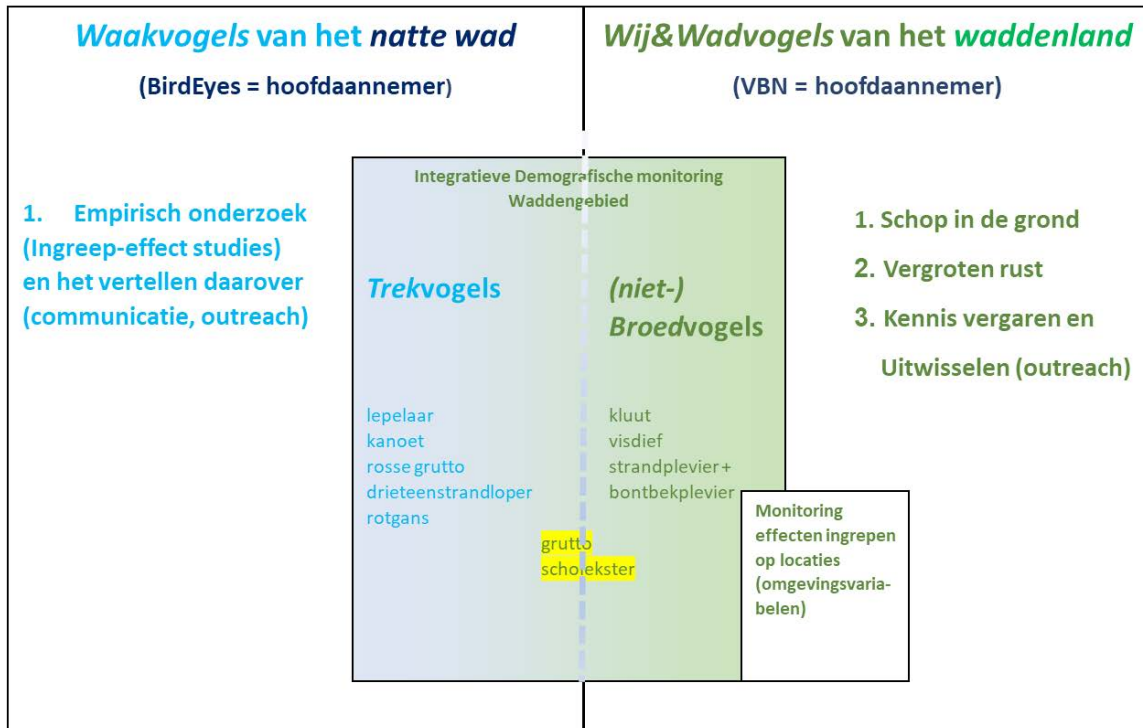 Waakvogels van het natte wad
(BirdEyes = hoofdaannemer)
Wij&Wadvogels van het waddenland
(VBN = hoofdaannemer)
Integratieve Demografische monitoring
Waddengebied
1. Empirisch onderzoek
(Ingreep-effect studies)
en het vertellen daarover
(communicatie, outreach)
Trekvogels
lepelaar
kanoet
rosse grutto
drieteenstrandloper
rotgans
(niet-)
Broedvogels
kluut
visdief
strandplevier +
bontbekplevier
grutto
scholekster
Monitoring
effecten ingrepen
op locaties
(omgevingsvaria-
belen)
1. Schop in de grond
2. Vergroten rust
3. Kennis vergaren en
Uitwisselen (outreach)